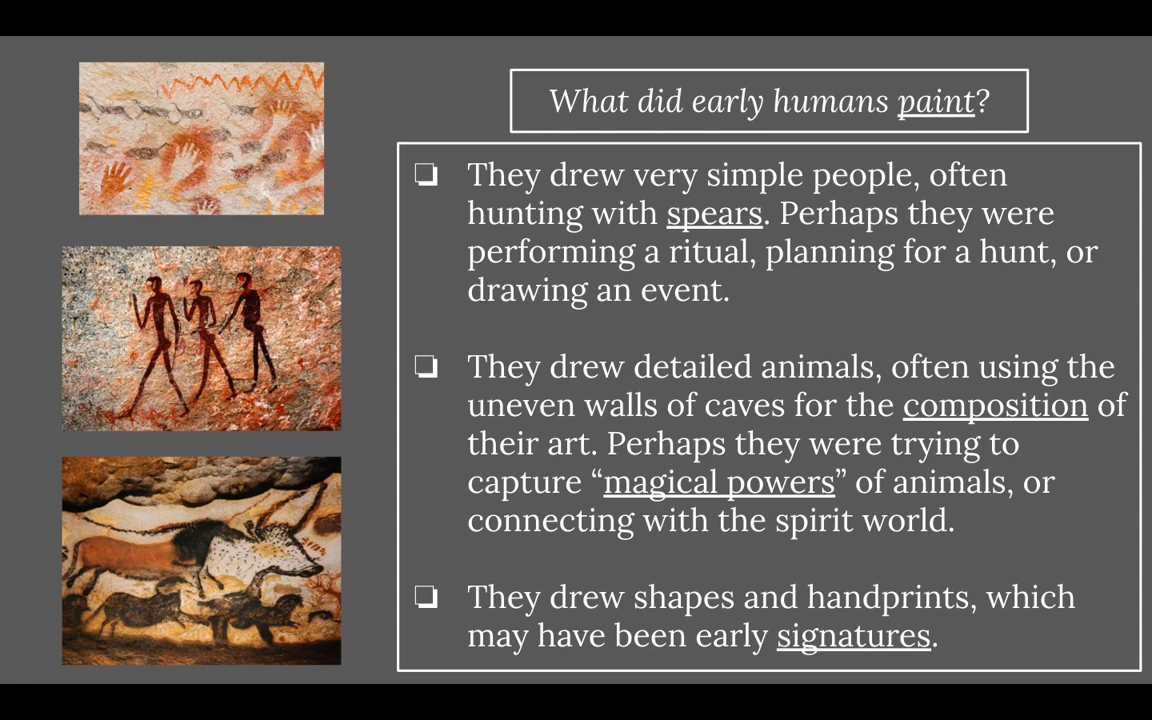 What did early humans paint?
❏ They drew very simple people, often
hunting with spears. Perhaps they were
performing a ritual, planning for a hunt, or
drawing an event.
❏ They drew detailed animals, often using the
uneven walls of caves for the composition of
their art. Perhaps they were trying to
capture “magical powers” of animals, or
connecting with the spirit world.
❏ They drew shapes and handprints, which
may have been early signatures.